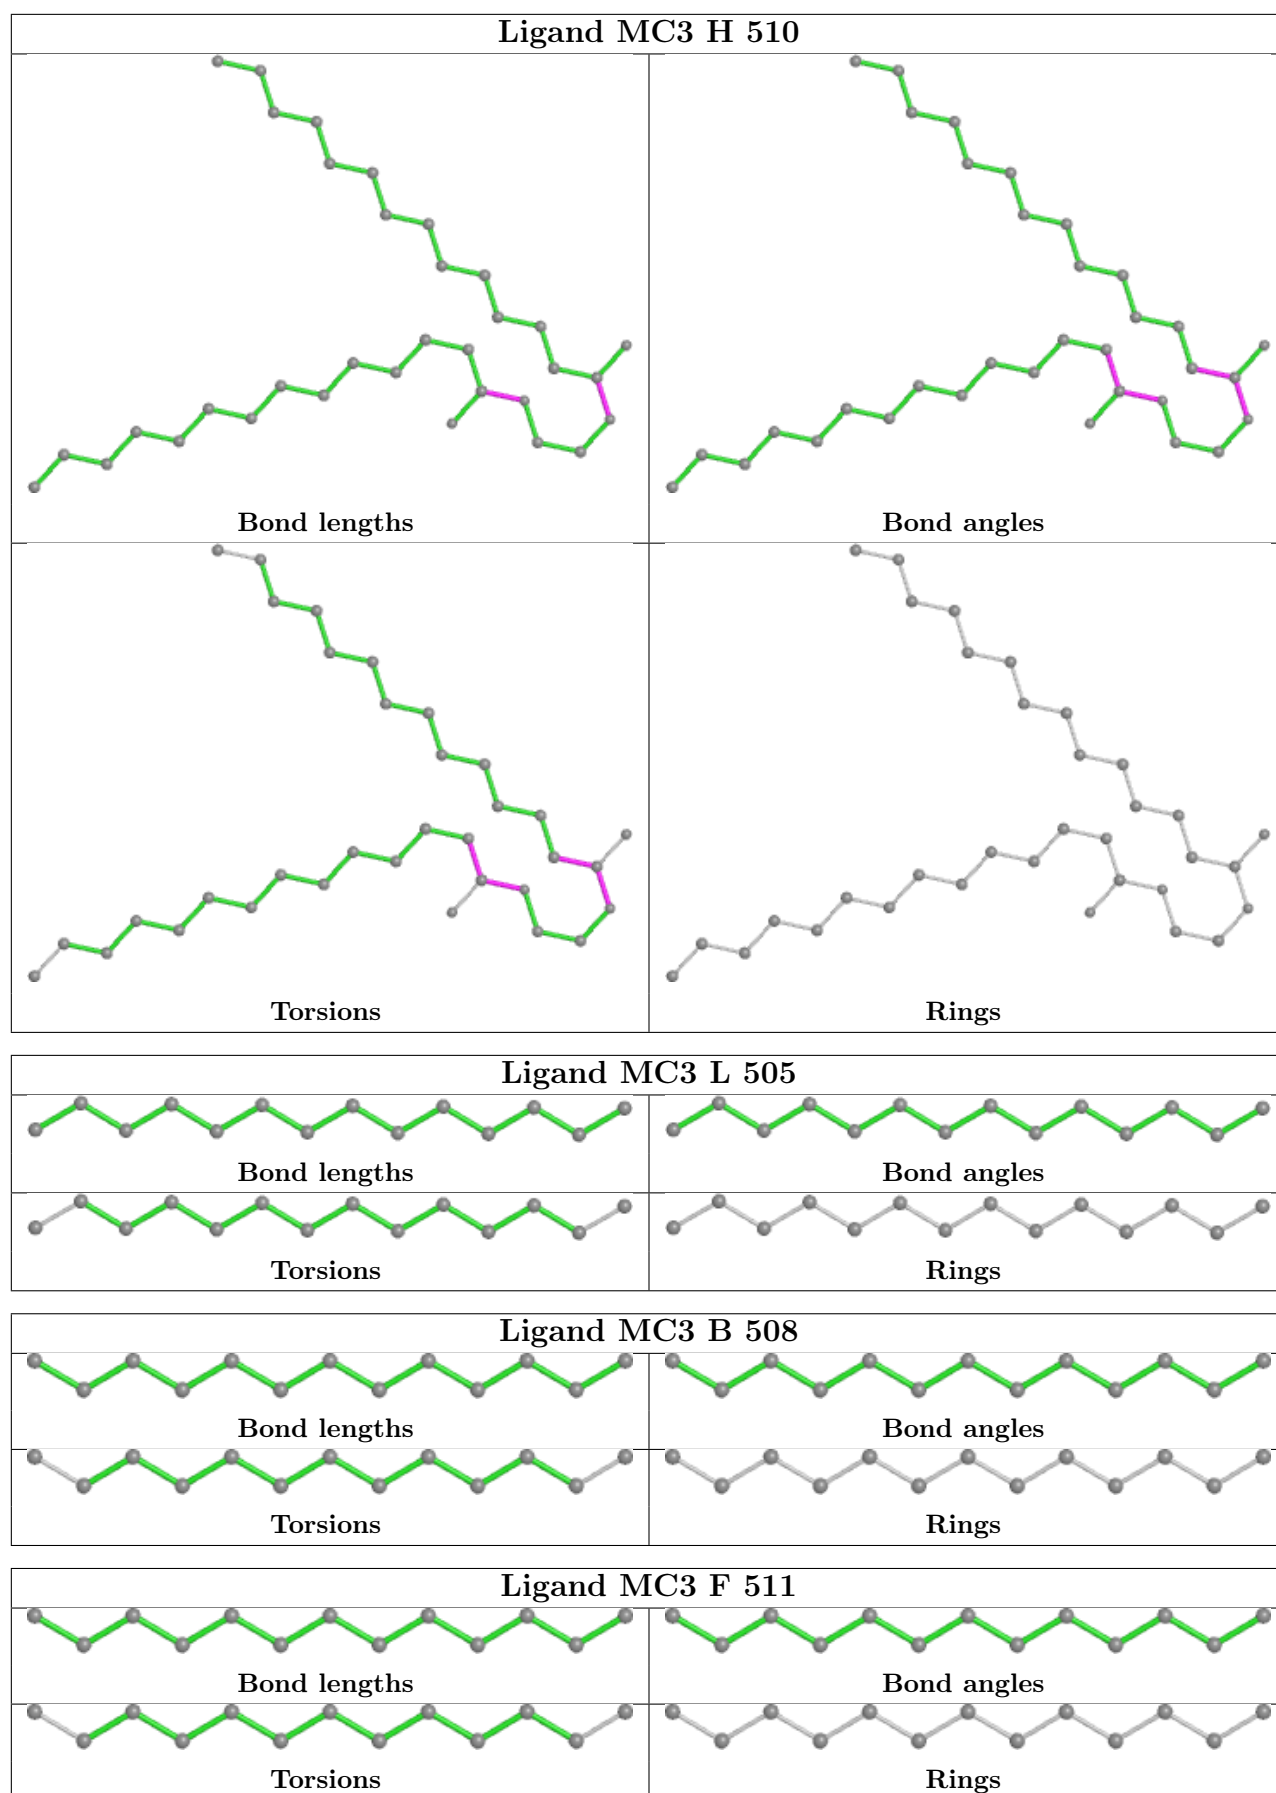 Ligand MC3 H 510
Bond lengths
Bond angles
Torsions
Rings
Ligand MC3 L 505
Bond lengths
Bond angles
Torsions
Rings
Ligand MC3 B 508
Bond lengths
Bond angles
Torsions
Rings
Ligand MC3 F 511
Bond lengths
Bond angles
Torsions
Rings